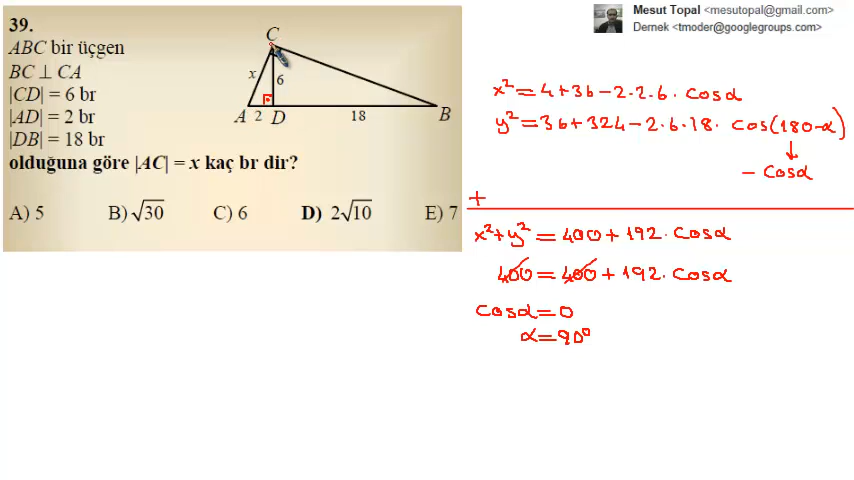 39.
ABC bir üçgen
BC ⊥ CA
|CD| = 6 br
|AD| = 2 br
|DB| = 18 br
olduğuna göre |AC| = x kaç br dir?
A) 5 B) √30 C) 6 D) 2√10 E) 7
C
x
6
A 2 D 18 B
Mesut Topal <mesutopal@gmail.com>
Dernek <tmoder@googlegroups.com>
x² = 4 + 36 − 2·2·6· cosα
y² = 36 + 324 − 2·6·18· cos(180−α)
− cosα
+
x² + y² = 400 + 192 · cosα
400 = 400 + 192 · cosα
cosα = 0
α = 90°